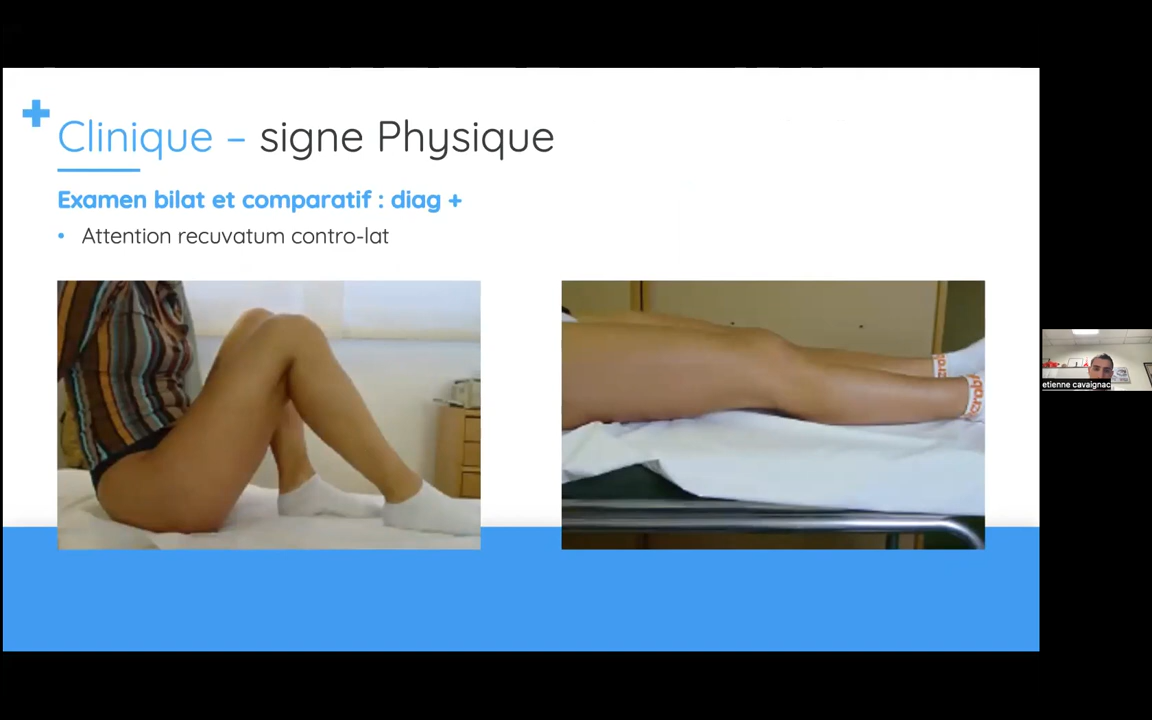 Clinique – signe Physique
Examen bilat et comparatif : diag +
• Attention recuvatum contro-lat
etienne cavaignac